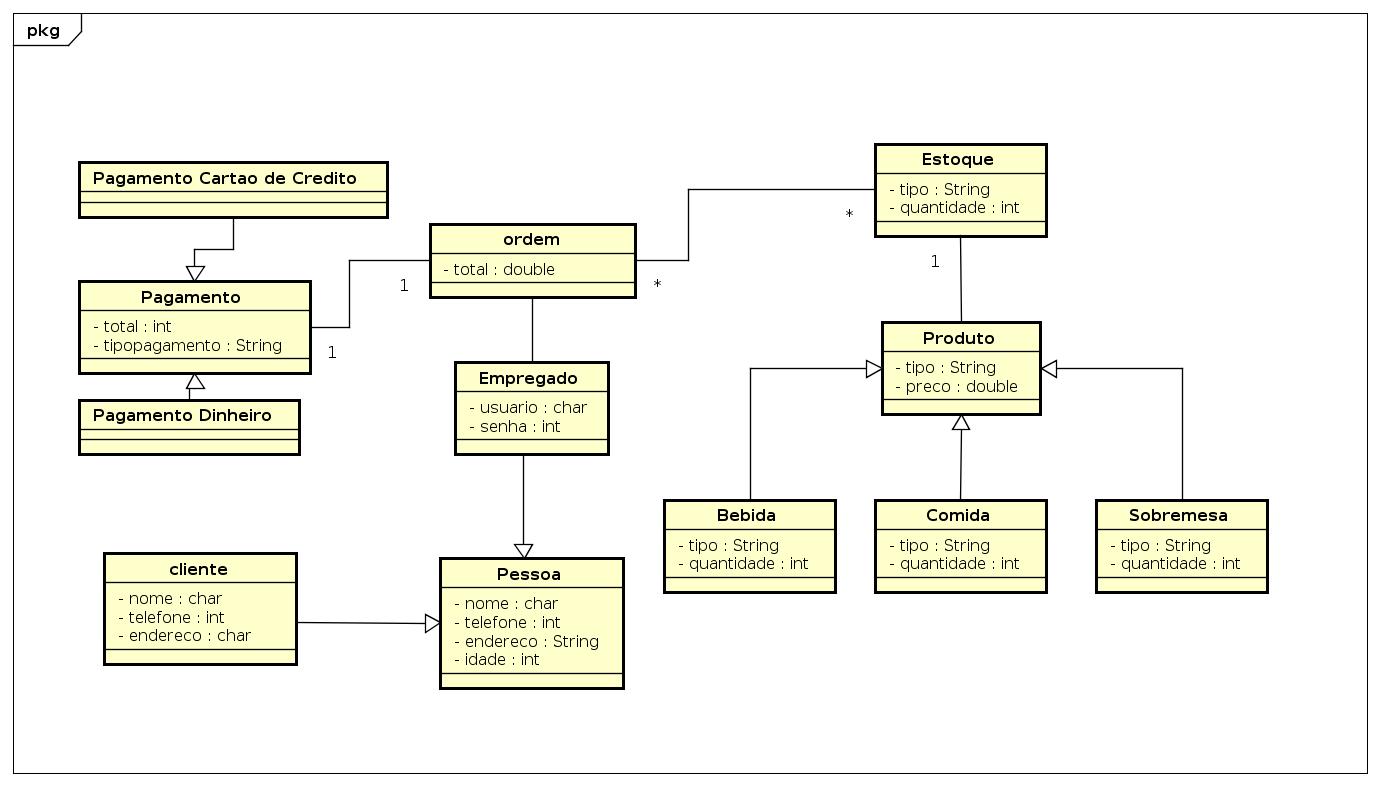 pkg
Pagamento Cartao de Credito
Pagamento
- total : int
- tipopagamento : String
1
Pagamento Dinheiro
1
ordem
- total : double
*
Empregado
- usuario : char
- senha : int
cliente
- nome : char
- telefone : int
- endereco : char
Pessoa
- nome : char
- telefone : int
- endereco : String
- idade : int
Estoque
- tipo : String
- quantidade : int
*
1
Produto
- tipo : String
- preco : double
Bebida
- tipo : String
- quantidade : int
Comida
- tipo : String
- quantidade : int
Sobremesa
- tipo : String
- quantidade : int